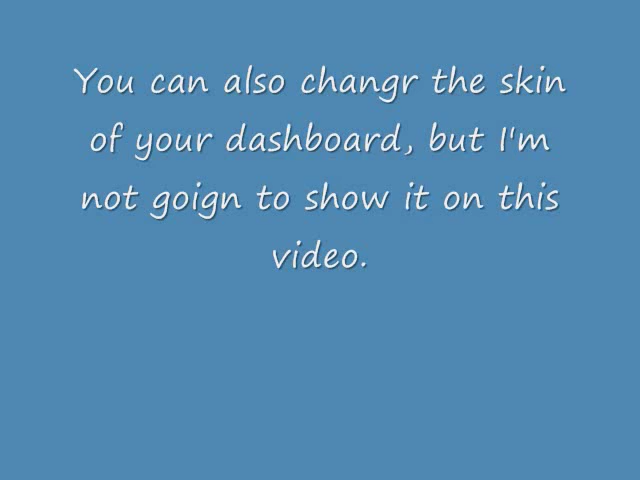 You can also changr the skin
of your dashboard, but I'm
not goign to show it on this
video.